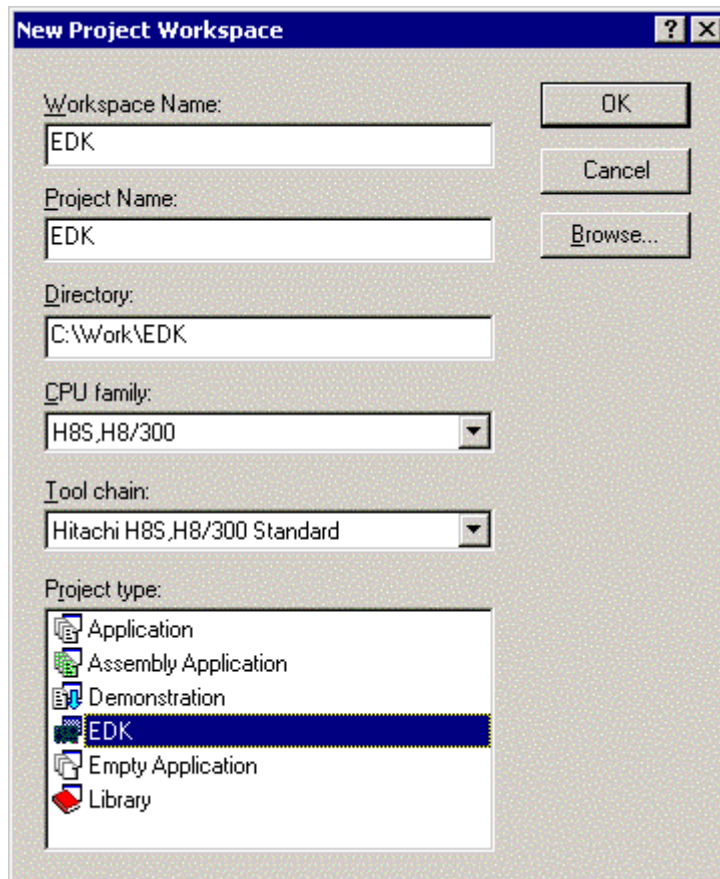 New Project Workspace
Workspace Name:
EDK
Project Name:
EDK
Directory:
C:\Work\EDK
CPU family:
H8S,H8/300
Tool chain:
Hitachi H8S,H8/300 Standard
Project type:
Application
Assembly Application
Demonstration
EDK
Empty Application
Library
OK
Cancel
Browse...